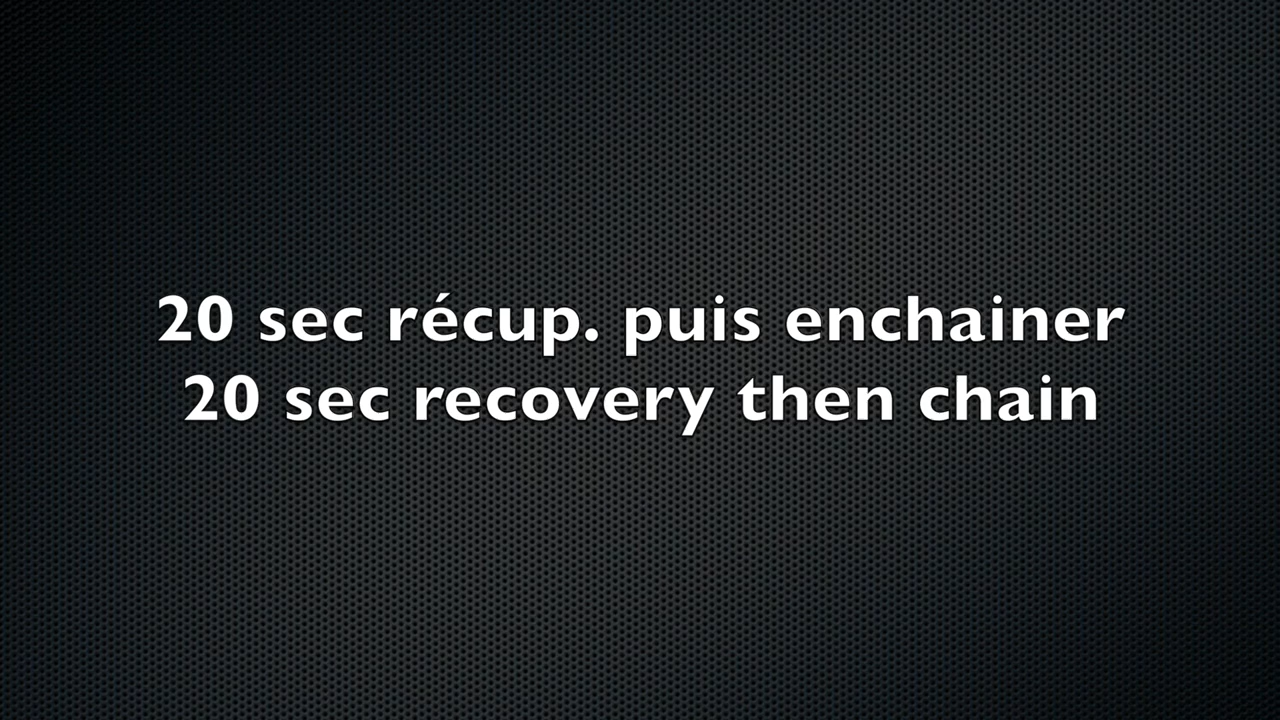 20 sec récup. puis enchainer
20 sec recovery then chain